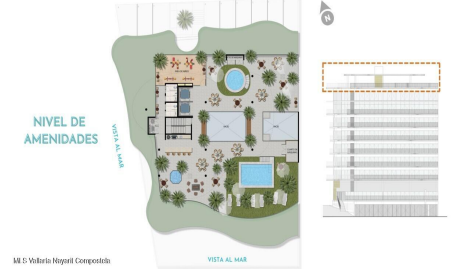 N
NIVEL DE
AMENIDADES
VISTA AL MAR
VISTA AL MAR
MLS Vallarta Nayarit Compostela